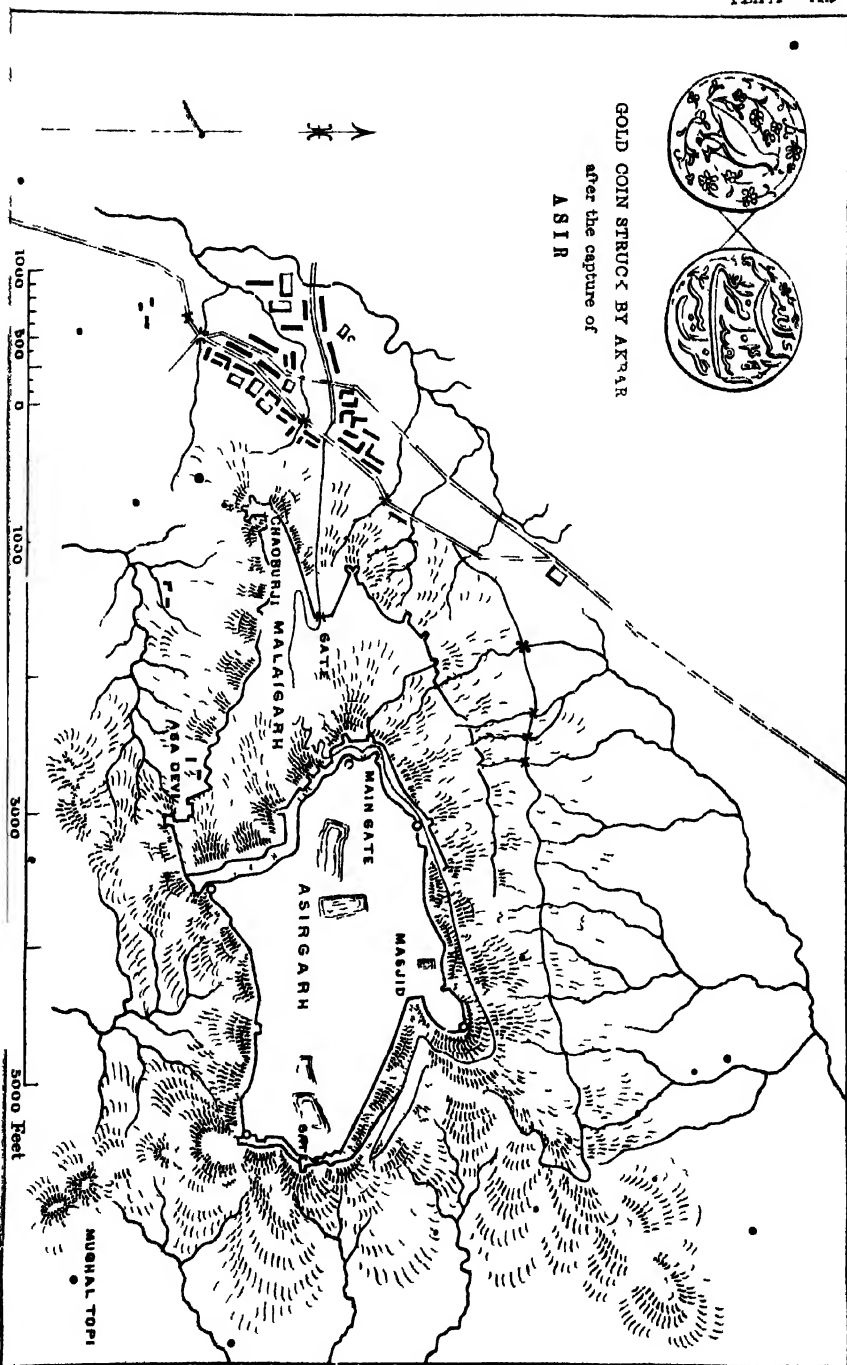 GOLD COIN STRUCK BY AKBAR
after the capture of
ASIR
CHAOBURJI
MALAIGARH
GATE
ASA DEVI
MAIN GATE
ASIRGARH
MASJID
MUGHAL TOPI
1000 500 0 1000 3000 5000 Feet